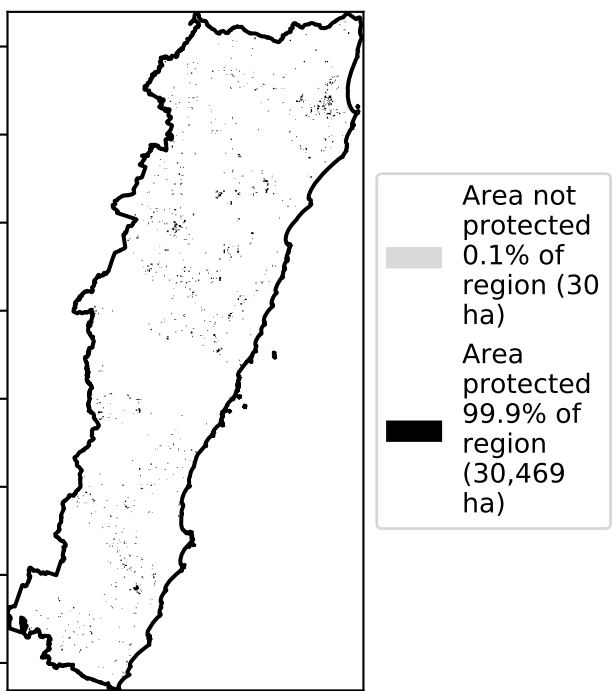 Area not
protected
0.1% of
region (30
ha)
Area
protected
99.9% of
region
(30,469
ha)